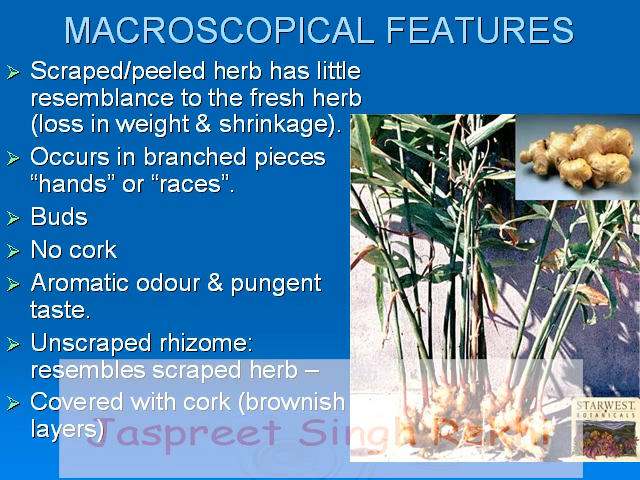 MACROSCOPICAL FEATURES
Scraped/peeled herb has little
resemblance to the fresh herb
(loss in weight & shrinkage).
Occurs in branched pieces
“hands” or “races”.
Buds
No cork
Aromatic odour & pungent
taste.
Unscraped rhizome:
resembles scraped herb –
Covered with cork (brownish
layers)
Jaspreet Singh Rekhi
STARWEST
BOTANICALS